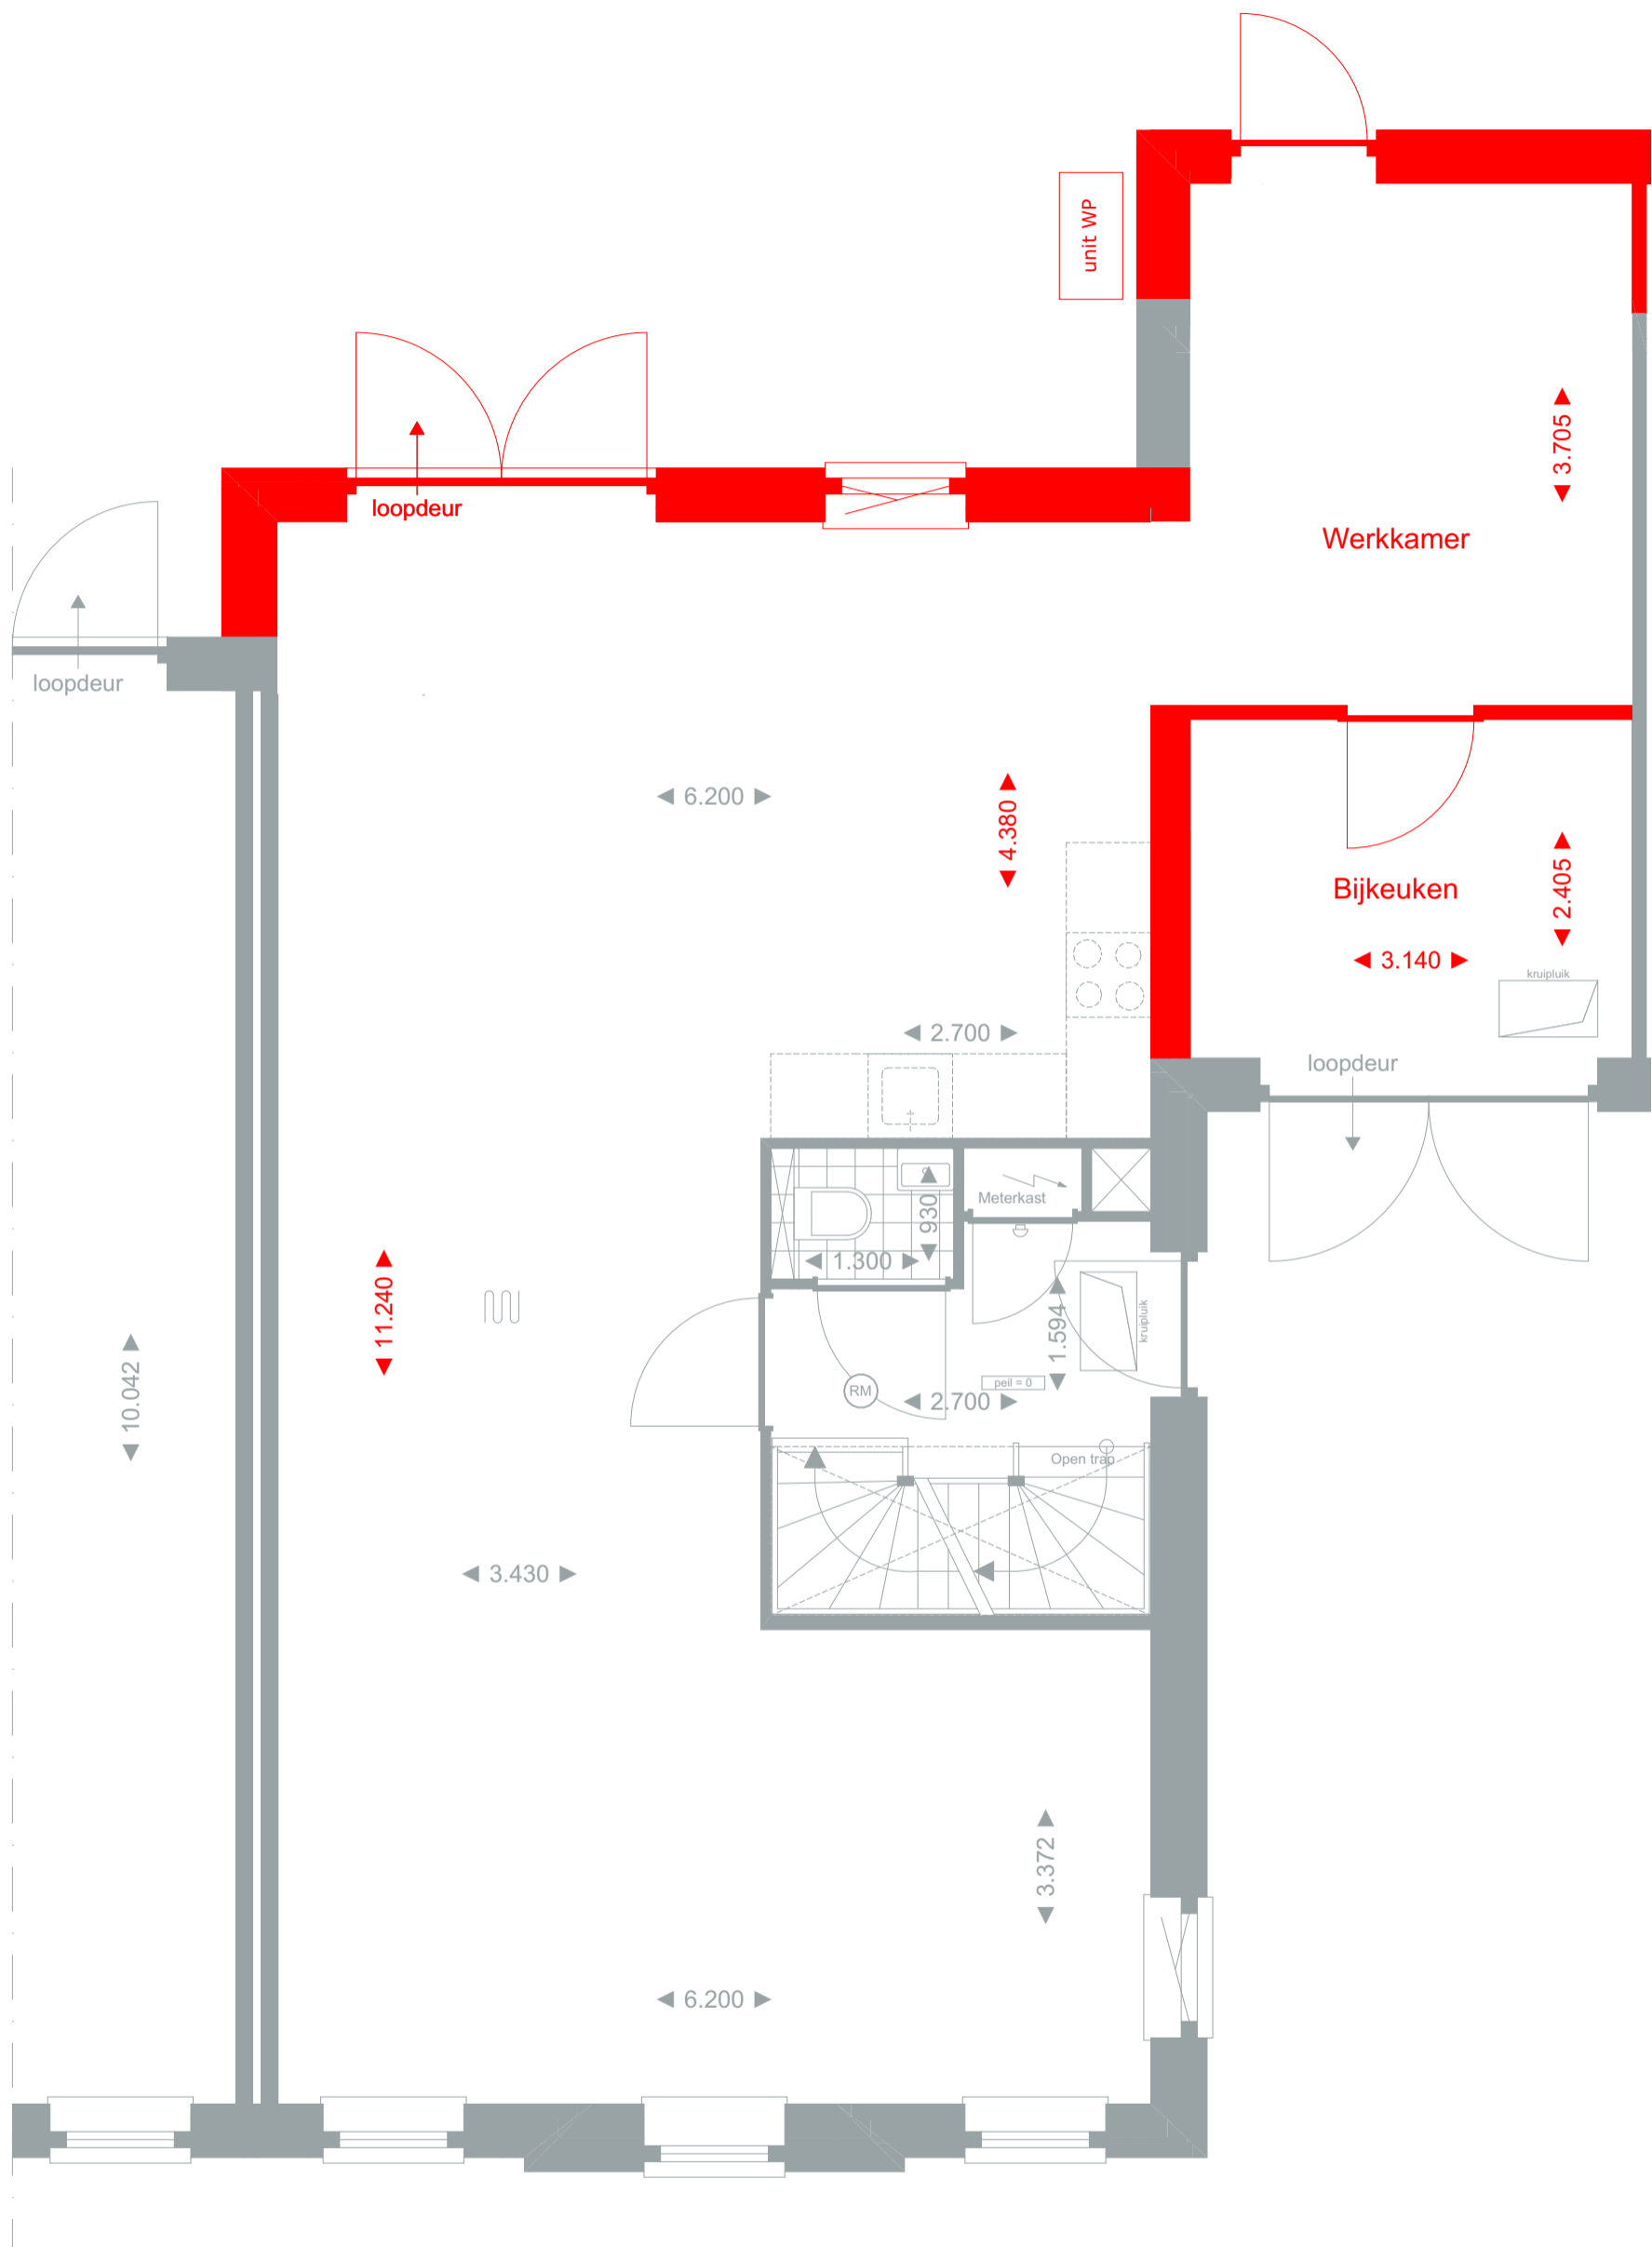 unit WP
3.705
loopdeur
Werkkamer
loopdeur
6.200
4.380
Bijkeuken
2.405
3.140
kruipluik
2.700
loopdeur
Meterkast
930
1.300
11.240
kruipluik
1.594
10.042
peil = 0
RM
2.700
Open trap
3.430
3.372
6.200